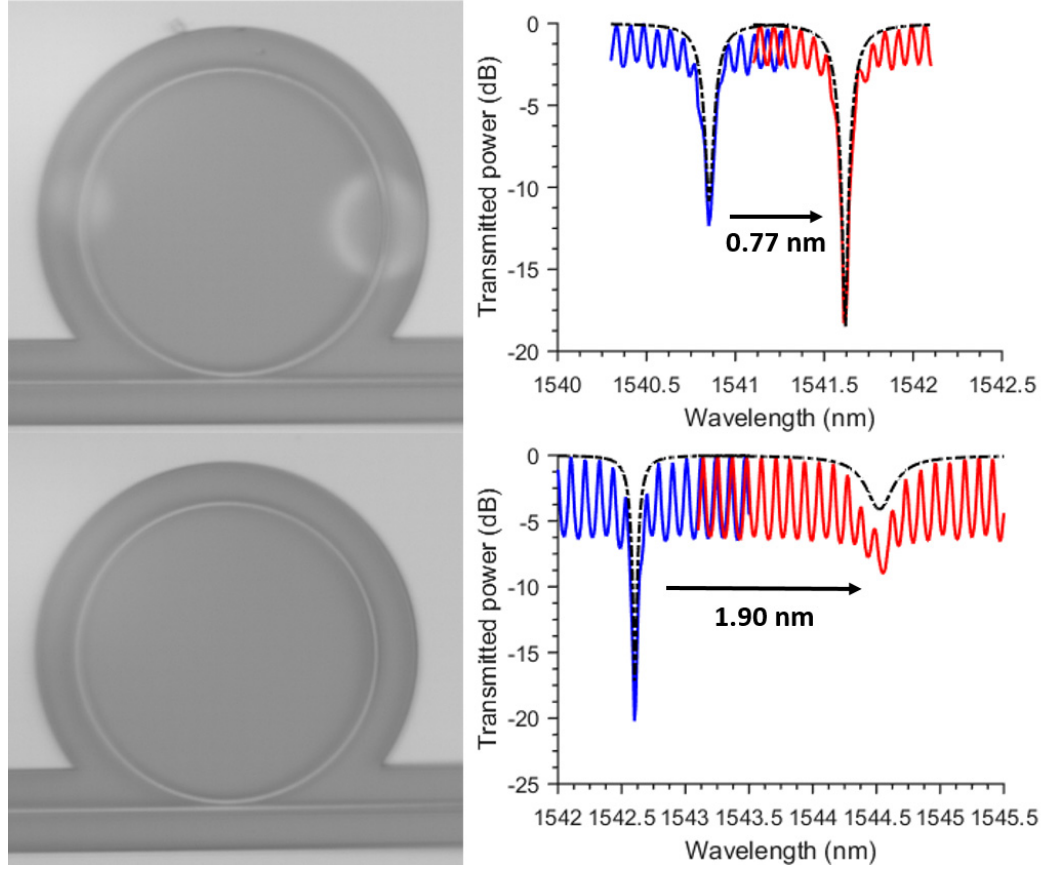 0
-5
-10
-15
-20
Transmitted power (dB)
0.77 nm
1540 1540.5 1541 1541.5 1542 1542.5
Wavelength (nm)
0
-5
-10
-15
-20
-25
Transmitted power (dB)
1.90 nm
1542 1542.5 1543 1543.5 1544 1544.5 1545 1545.5
Wavelength (nm)